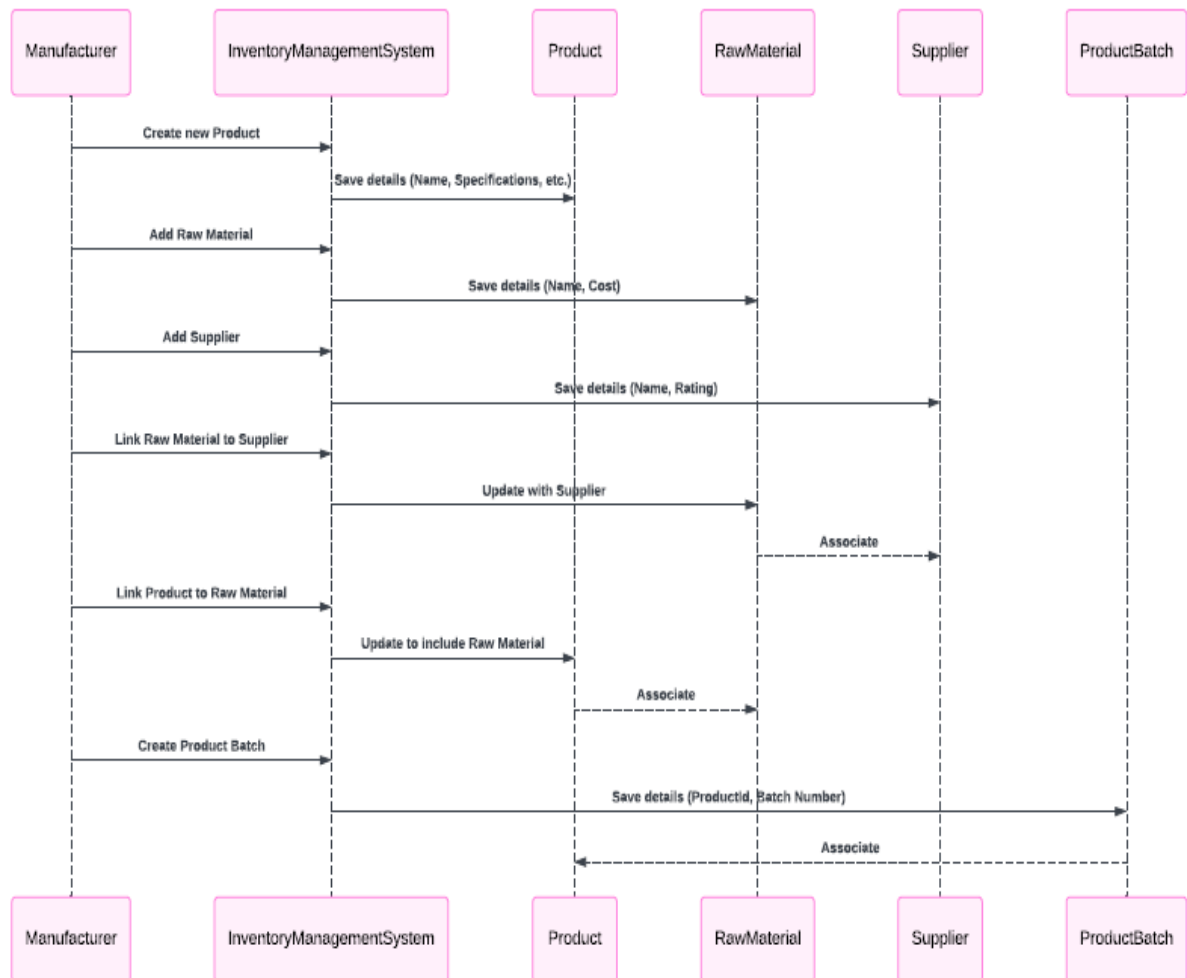 Manufacturer
InventoryManagementSystem
Product
RawMaterial
Supplier
ProductBatch
Create new Product
Save details (Name, Specifications, etc.)
Add Raw Material
Save details (Name, Cost)
Add Supplier
Save details (Name, Rating)
Link Raw Material to Supplier
Update with Supplier
Associate
Link Product to Raw Material
Update to include Raw Material
Associate
Create Product Batch
Save details (ProductId, Batch Number)
Associate
Manufacturer
InventoryManagementSystem
Product
RawMaterial
Supplier
ProductBatch